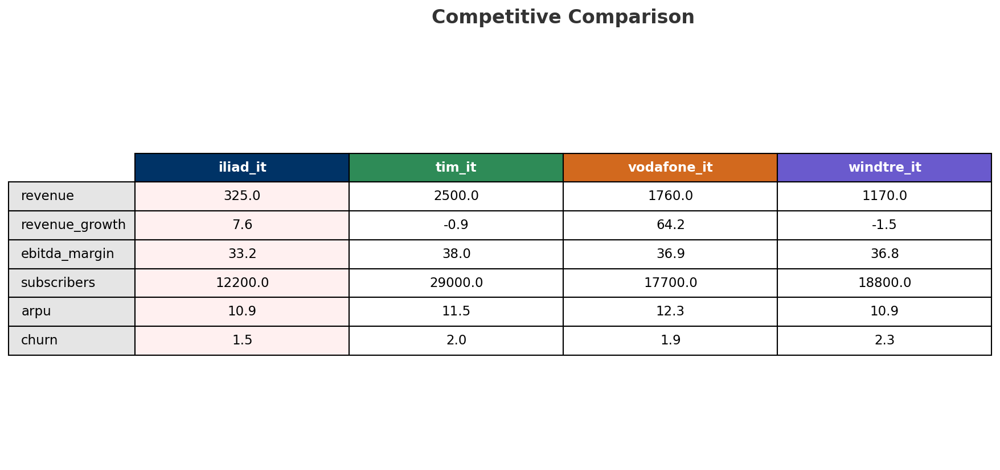 Competitive Comparison
iliad_it tim_it vodafone_it windtre_it
revenue 325.0 2500.0 1760.0 1170.0
revenue_growth 7.6 -0.9 64.2 -1.5
ebitda_margin 33.2 38.0 36.9 36.8
subscribers 12200.0 29000.0 17700.0 18800.0
arpu 10.9 11.5 12.3 10.9
churn 1.5 2.0 1.9 2.3